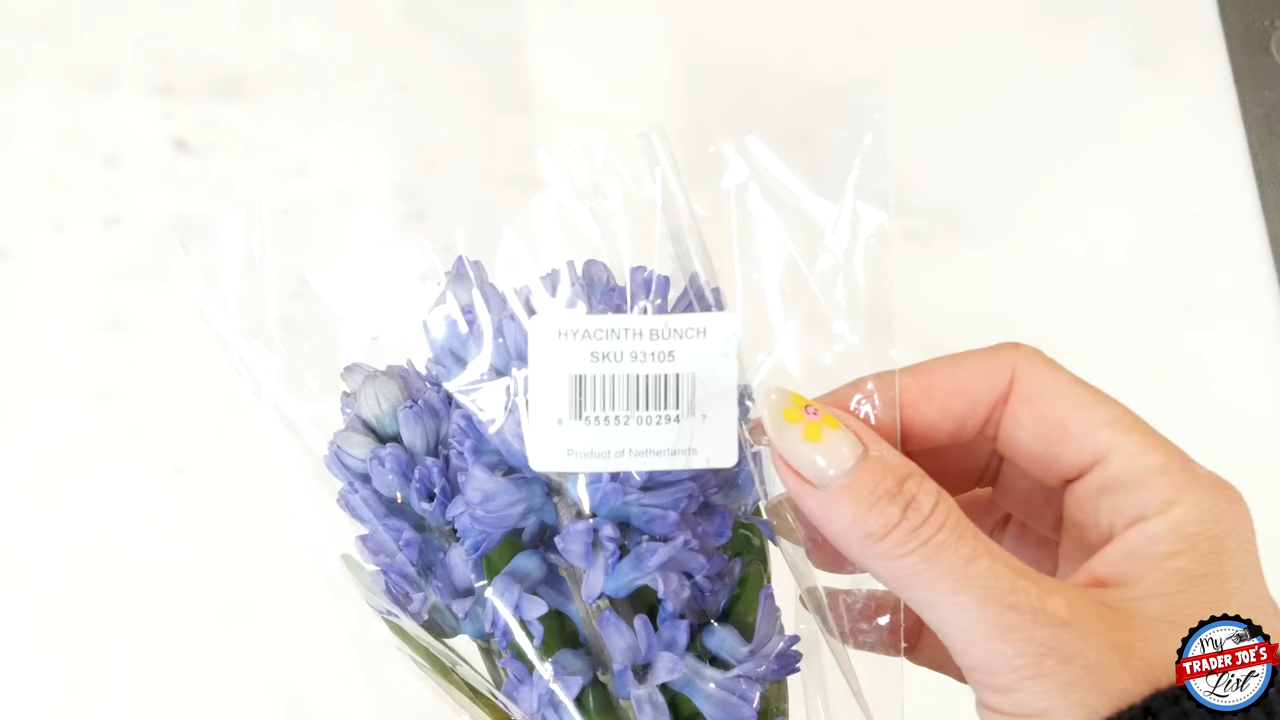 HYACINTH BUNCH
SKU 93105
8 55552 00294 7
Product of Netherlands
My
TRADER JOE'S
List